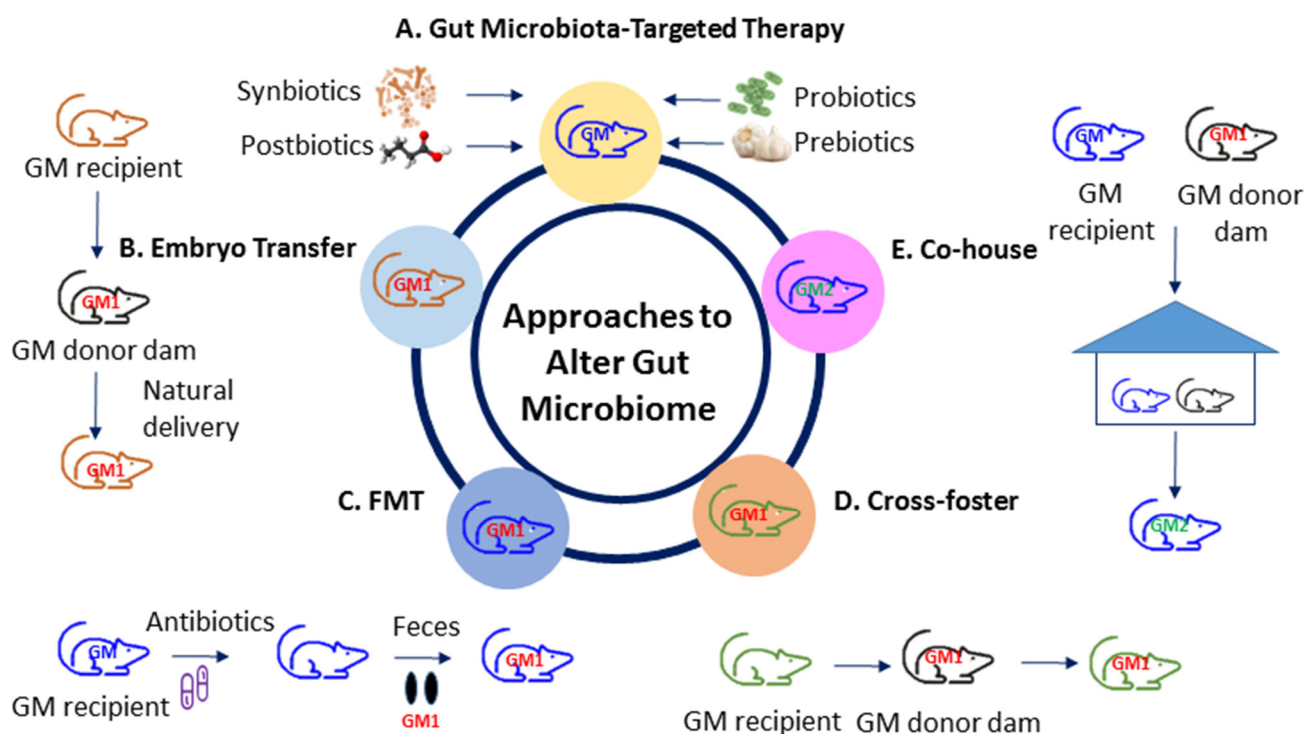 A. Gut Microbiota-Targeted Therapy
Synbiotics
Postbiotics
Probiotics
Prebiotics
GM
GM recipient
B. Embryo Transfer
GM1
GM donor dam
Natural
delivery
GM1
GM1
Approaches to
Alter Gut
Microbiome
GM
GM1
GM
recipient
GM donor
dam
E. Co-house
GM2
GM2
C. FMT
GM1
D. Cross-foster
GM1
GM
GM recipient
Antibiotics
Feces
GM1
GM1
GM recipient
GM1
GM donor dam
GM1